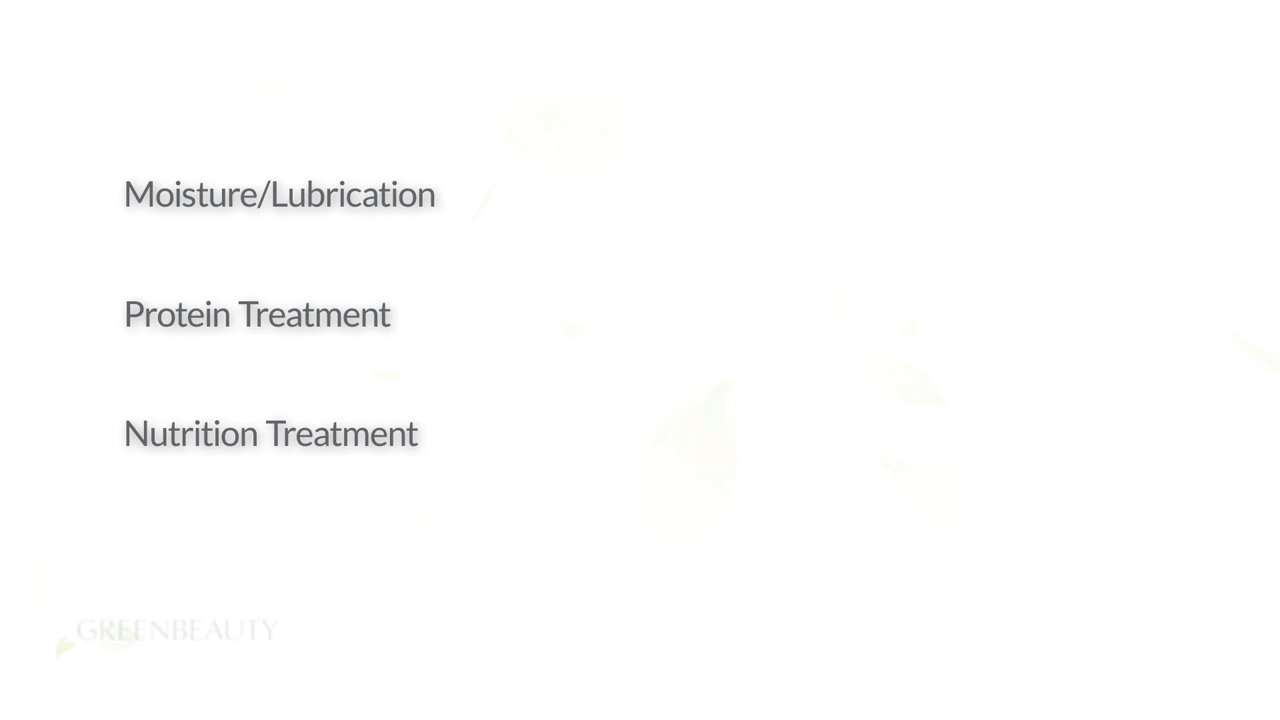 Moisture/Lubrication
Protein Treatment
Nutrition Treatment
GREENBEAUTY